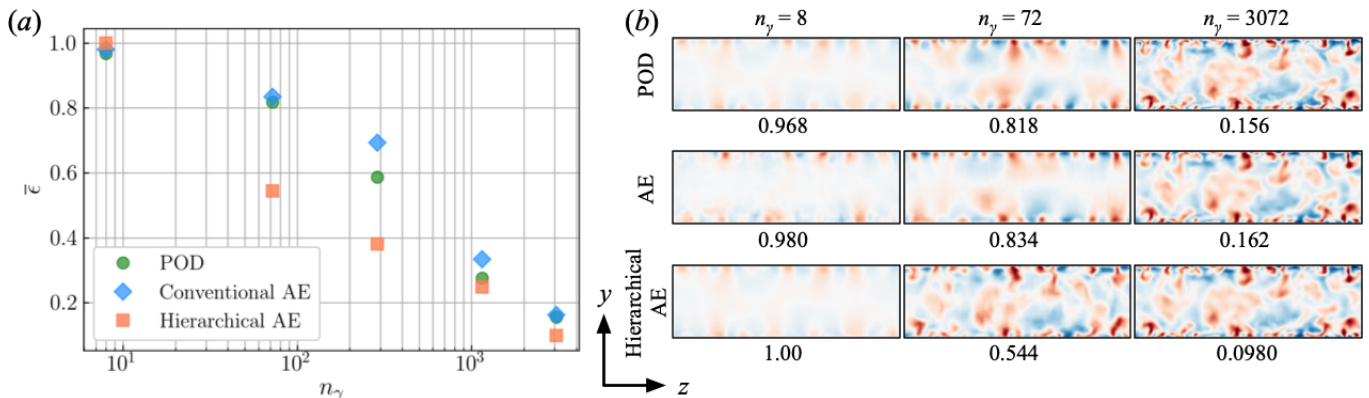 (a)
1.0
0.8
0.6
0.4
0.2
ϵ̅
POD
Conventional AE
Hierarchical AE
10¹
10²
10³
n_γ
(b)
n_γ = 8
n_γ = 72
n_γ = 3072
POD
0.968
0.818
0.156
AE
0.980
0.834
0.162
Hierarchical
AE
1.00
0.544
0.0980
y
z